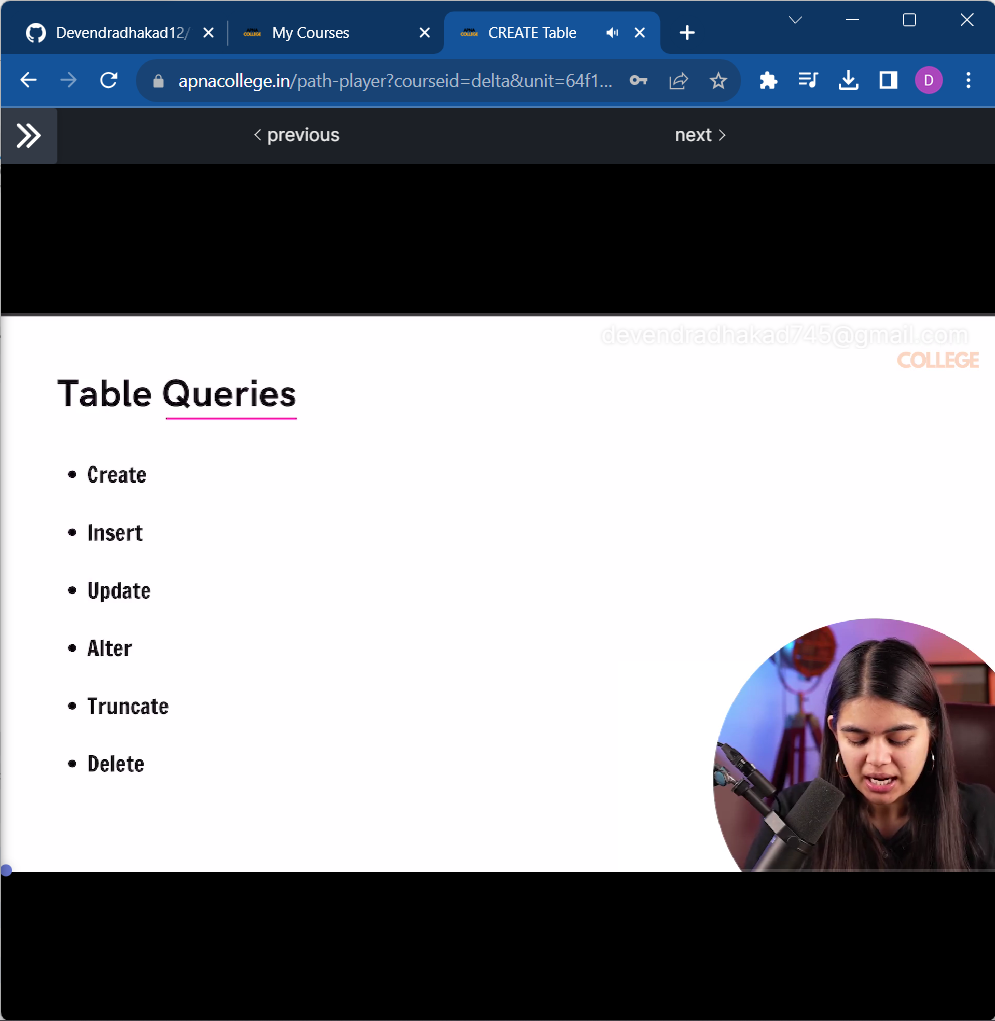 Devendradhakad12/
My Courses
CREATE Table
apnacollege.in/path-player?courseid=delta&unit=64f1...
D
previous
next
devendradhakad745@gmail.com
COLLEGE
Table Queries
• Create
• Insert
• Update
• Alter
• Truncate
• Delete